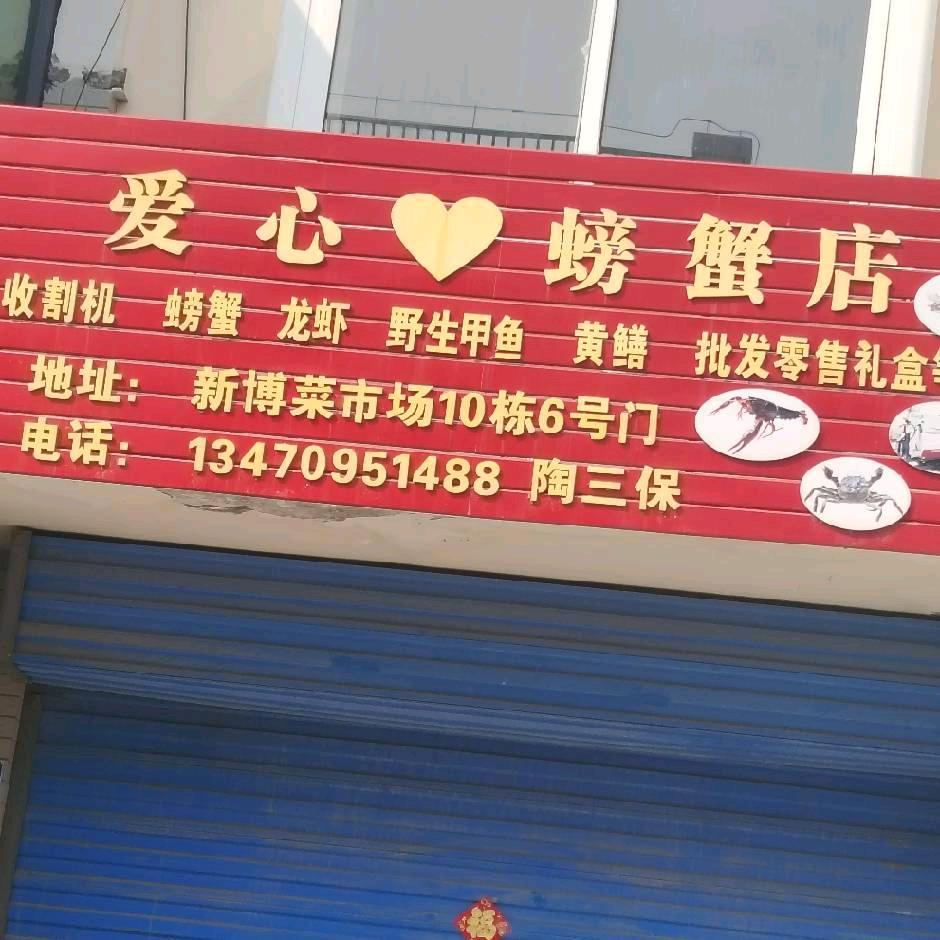 爱心螃蟹店
收割机 螃蟹 龙虾 野生甲鱼 黄鳝 批发零售礼盒等
地址：新博菜市场10栋6号门
电话：13470951488 陶三保
福